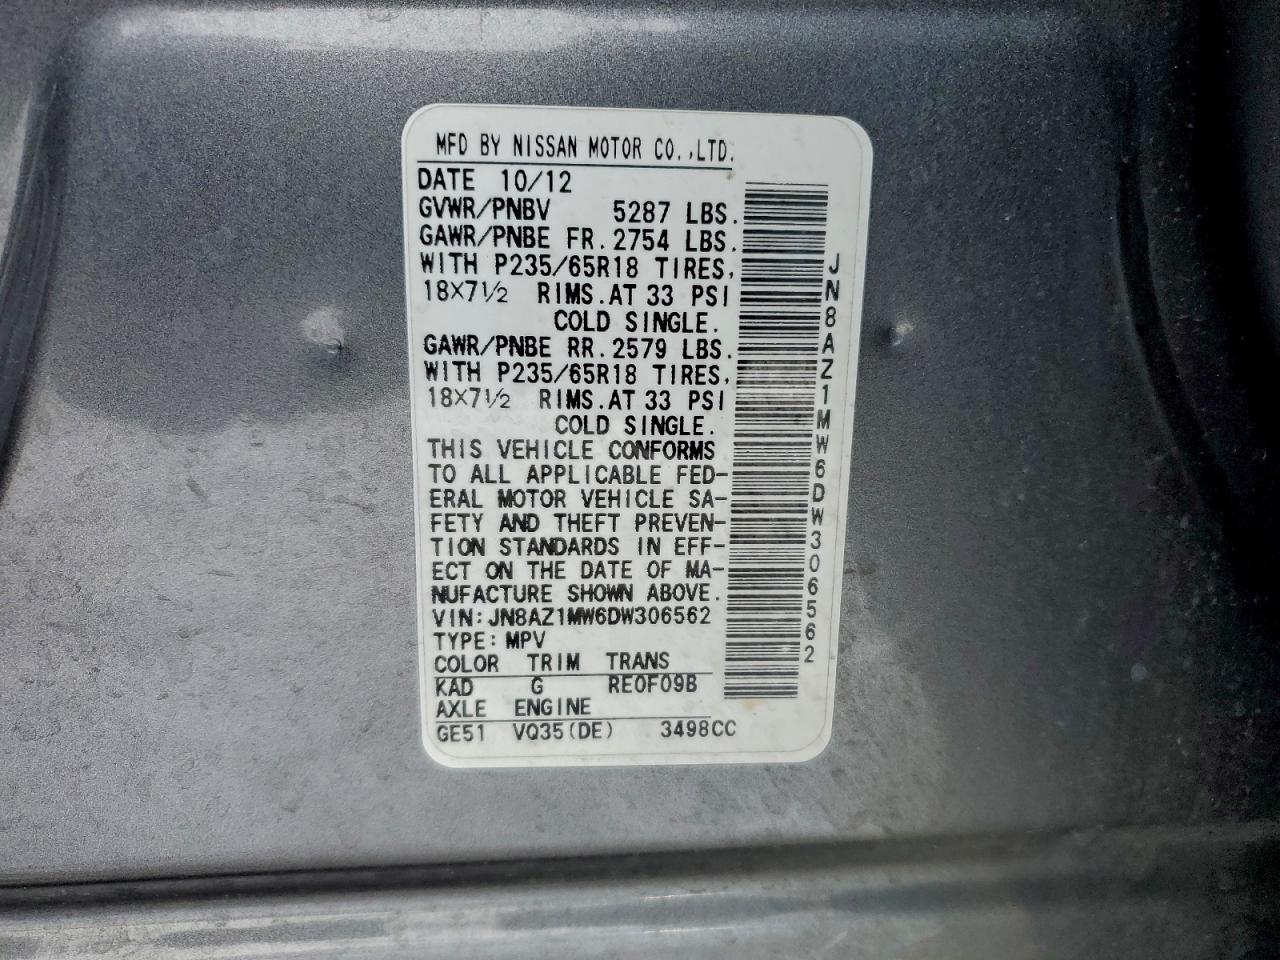 MFD BY NISSAN MOTOR CO.,LTD.
DATE 10/12
GVWR/PNBV 5287 LBS.
GAWR/PNBE FR. 2754 LBS.
WITH P235/65R18 TIRES,
18X7½ RIMS. AT 33 PSI
COLD SINGLE.
GAWR/PNBE RR. 2579 LBS.
WITH P235/65R18 TIRES,
18X7½ RIMS. AT 33 PSI
COLD SINGLE.
THIS VEHICLE CONFORMS
TO ALL APPLICABLE FED-
ERAL MOTOR VEHICLE SA-
FETY AND THEFT PREVEN-
TION STANDARDS IN EFF-
ECT ON THE DATE OF MA-
NUFACTURE SHOWN ABOVE.
VIN: JN8AZ1MW6DW306562
TYPE: MPV
COLOR TRIM TRANS
KAD G RE0F09B
AXLE ENGINE
GE51 VQ35(DE) 3498CC
JN8AZ1MW6DW306562